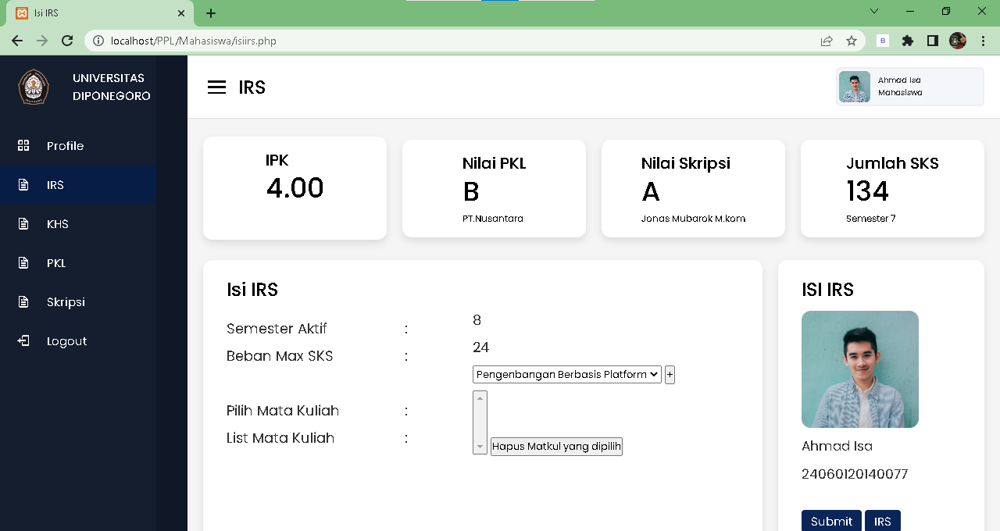 Isi IRS
localhost/PPL/Mahasiswa/isiirs.php
B
UNIVERSITAS
DIPONEGORO
IRS
Ahmad Isa
Mahasiswa
Profile
IRS
KHS
PKL
Skripsi
Logout
IPK
4.00
Nilai PKL
B
PT.Nusantara
Nilai Skripsi
A
Jonas Mubarok M.kom
Jumlah SKS
134
Semester 7
Isi IRS
Semester Aktif : 8
Beban Max SKS : 24
Pengenbangan Berbasis Platform +
Pilih Mata Kuliah :
List Mata Kuliah :
Hapus Matkul yang dipilih
ISI IRS
Ahmad Isa
24060120140077
Submit IRS